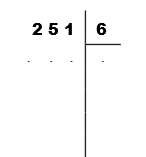 251 6
. . . .